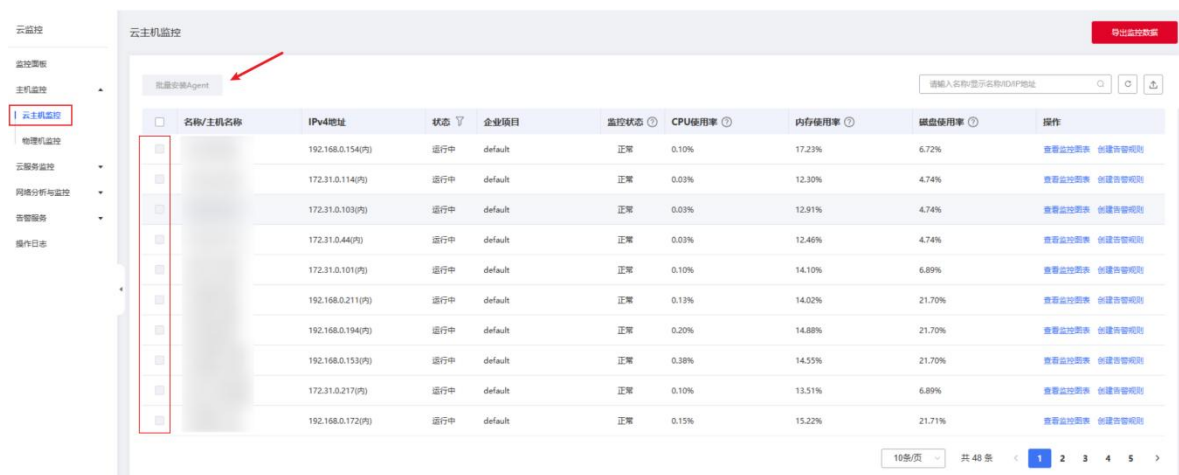 云监控
云主机监控
导出监控数据
监控面板
主机监控
云主机监控
物理机监控
云服务监控
网络分析与监控
告警服务
操作日志
批量安装Agent
请输入名称/显示名称/ID/IP地址
名称/主机名称 IPv4地址 状态 企业项目 监控状态 CPU使用率 内存使用率 磁盘使用率 操作
192.168.0.154(内) 运行中 default 正常 0.10% 17.23% 6.72% 查看监控图表 创建告警规则
172.31.0.114(内) 运行中 default 正常 0.03% 12.30% 4.74% 查看监控图表 创建告警规则
172.31.0.103(内) 运行中 default 正常 0.03% 12.91% 4.74% 查看监控图表 创建告警规则
172.31.0.44(内) 运行中 default 正常 0.03% 12.46% 4.74% 查看监控图表 创建告警规则
172.31.0.101(内) 运行中 default 正常 0.10% 14.10% 6.89% 查看监控图表 创建告警规则
192.168.0.211(内) 运行中 default 正常 0.13% 14.02% 21.70% 查看监控图表 创建告警规则
192.168.0.194(内) 运行中 default 正常 0.20% 14.88% 21.70% 查看监控图表 创建告警规则
192.168.0.153(内) 运行中 default 正常 0.38% 14.55% 21.70% 查看监控图表 创建告警规则
172.31.0.217(内) 运行中 default 正常 0.10% 13.51% 6.89% 查看监控图表 创建告警规则
192.168.0.172(内) 运行中 default 正常 0.15% 15.22% 21.71% 查看监控图表 创建告警规则
10条/页 共 48 条 < 1 2 3 4 5 >